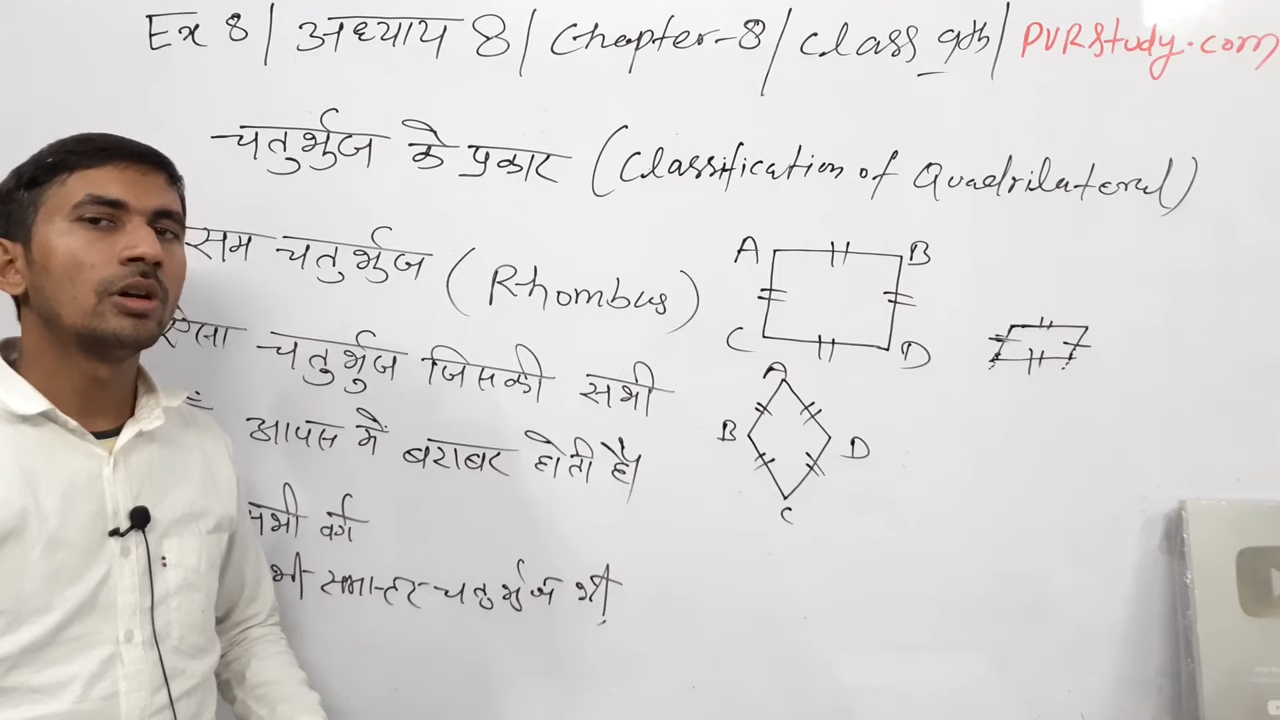 Ex 8 | अध्याय 8 | Chapter-8 | Class 9th | PVRStudy.com
चतुर्भुज के प्रकार (Classification of Quadrilateral)
सम चतुर्भुज (Rhombus)
ऐसा चतुर्भुज जिसकी सभी
आपस में बराबर होती है।
सभी वर्ग
भी समान्तर चतुर्भुज भी
A B
C D
A
B D
C